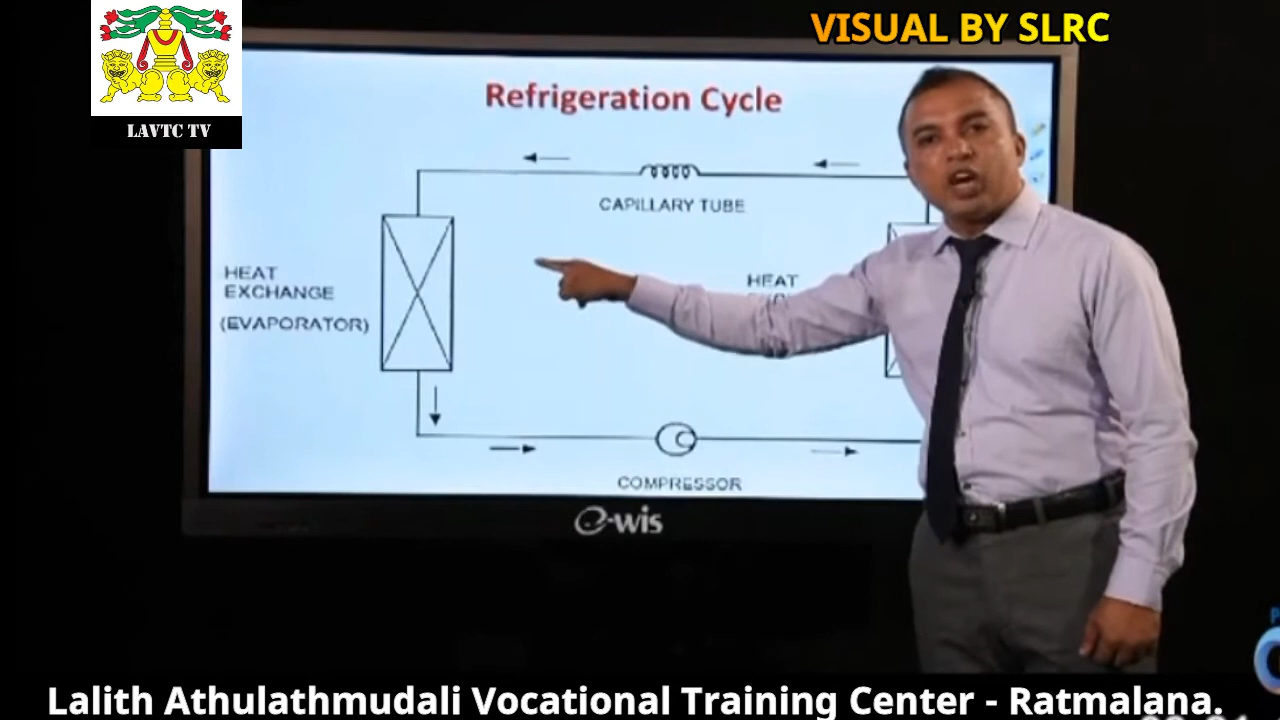 VISUAL BY SLRC
LAVTC TV
Refrigeration Cycle
CAPILLARY TUBE
HEAT
EXCHANGE
(EVAPORATOR)
HEAT
COMPRESSOR
e-wis
Lalith Athulathmudali Vocational Training Center - Ratmalana.